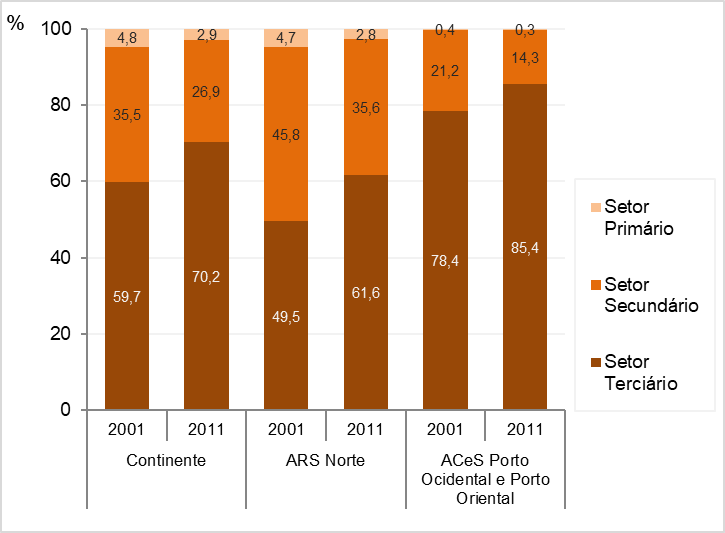 %
100
80
60
40
20
0
4,8
2,9
4,7
2,8
0,4
0,3
35,5
26,9
45,8
35,6
21,2
14,3
59,7
70,2
49,5
61,6
78,4
85,4
2001
2011
2001
2011
2001
2011
Continente
ARS Norte
ACeS Porto
Ocidental e Porto
Oriental
Setor
Primário
Setor
Secundário
Setor
Terciário